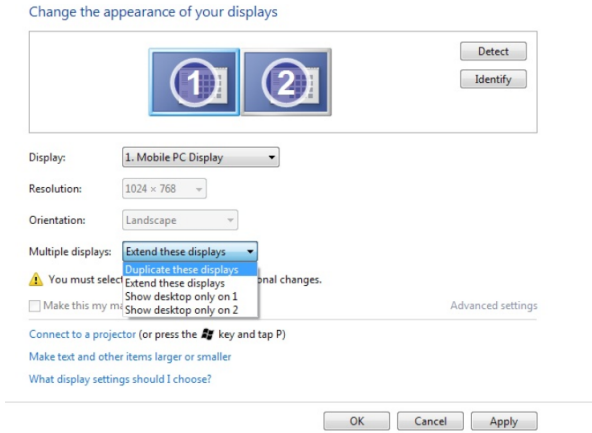 Change the appearance of your displays
1 2
Detect
Identify
Display: 1. Mobile PC Display
Resolution: 1024 × 768
Orientation: Landscape
Multiple displays: Extend these displays
Duplicate these displays
Extend these displays
Show desktop only on 1
Show desktop only on 2
You must selec onal changes.
Make this my ma Advanced settings
Connect to a projector (or press the key and tap P)
Make text and other items larger or smaller
What display settings should I choose?
OK Cancel Apply